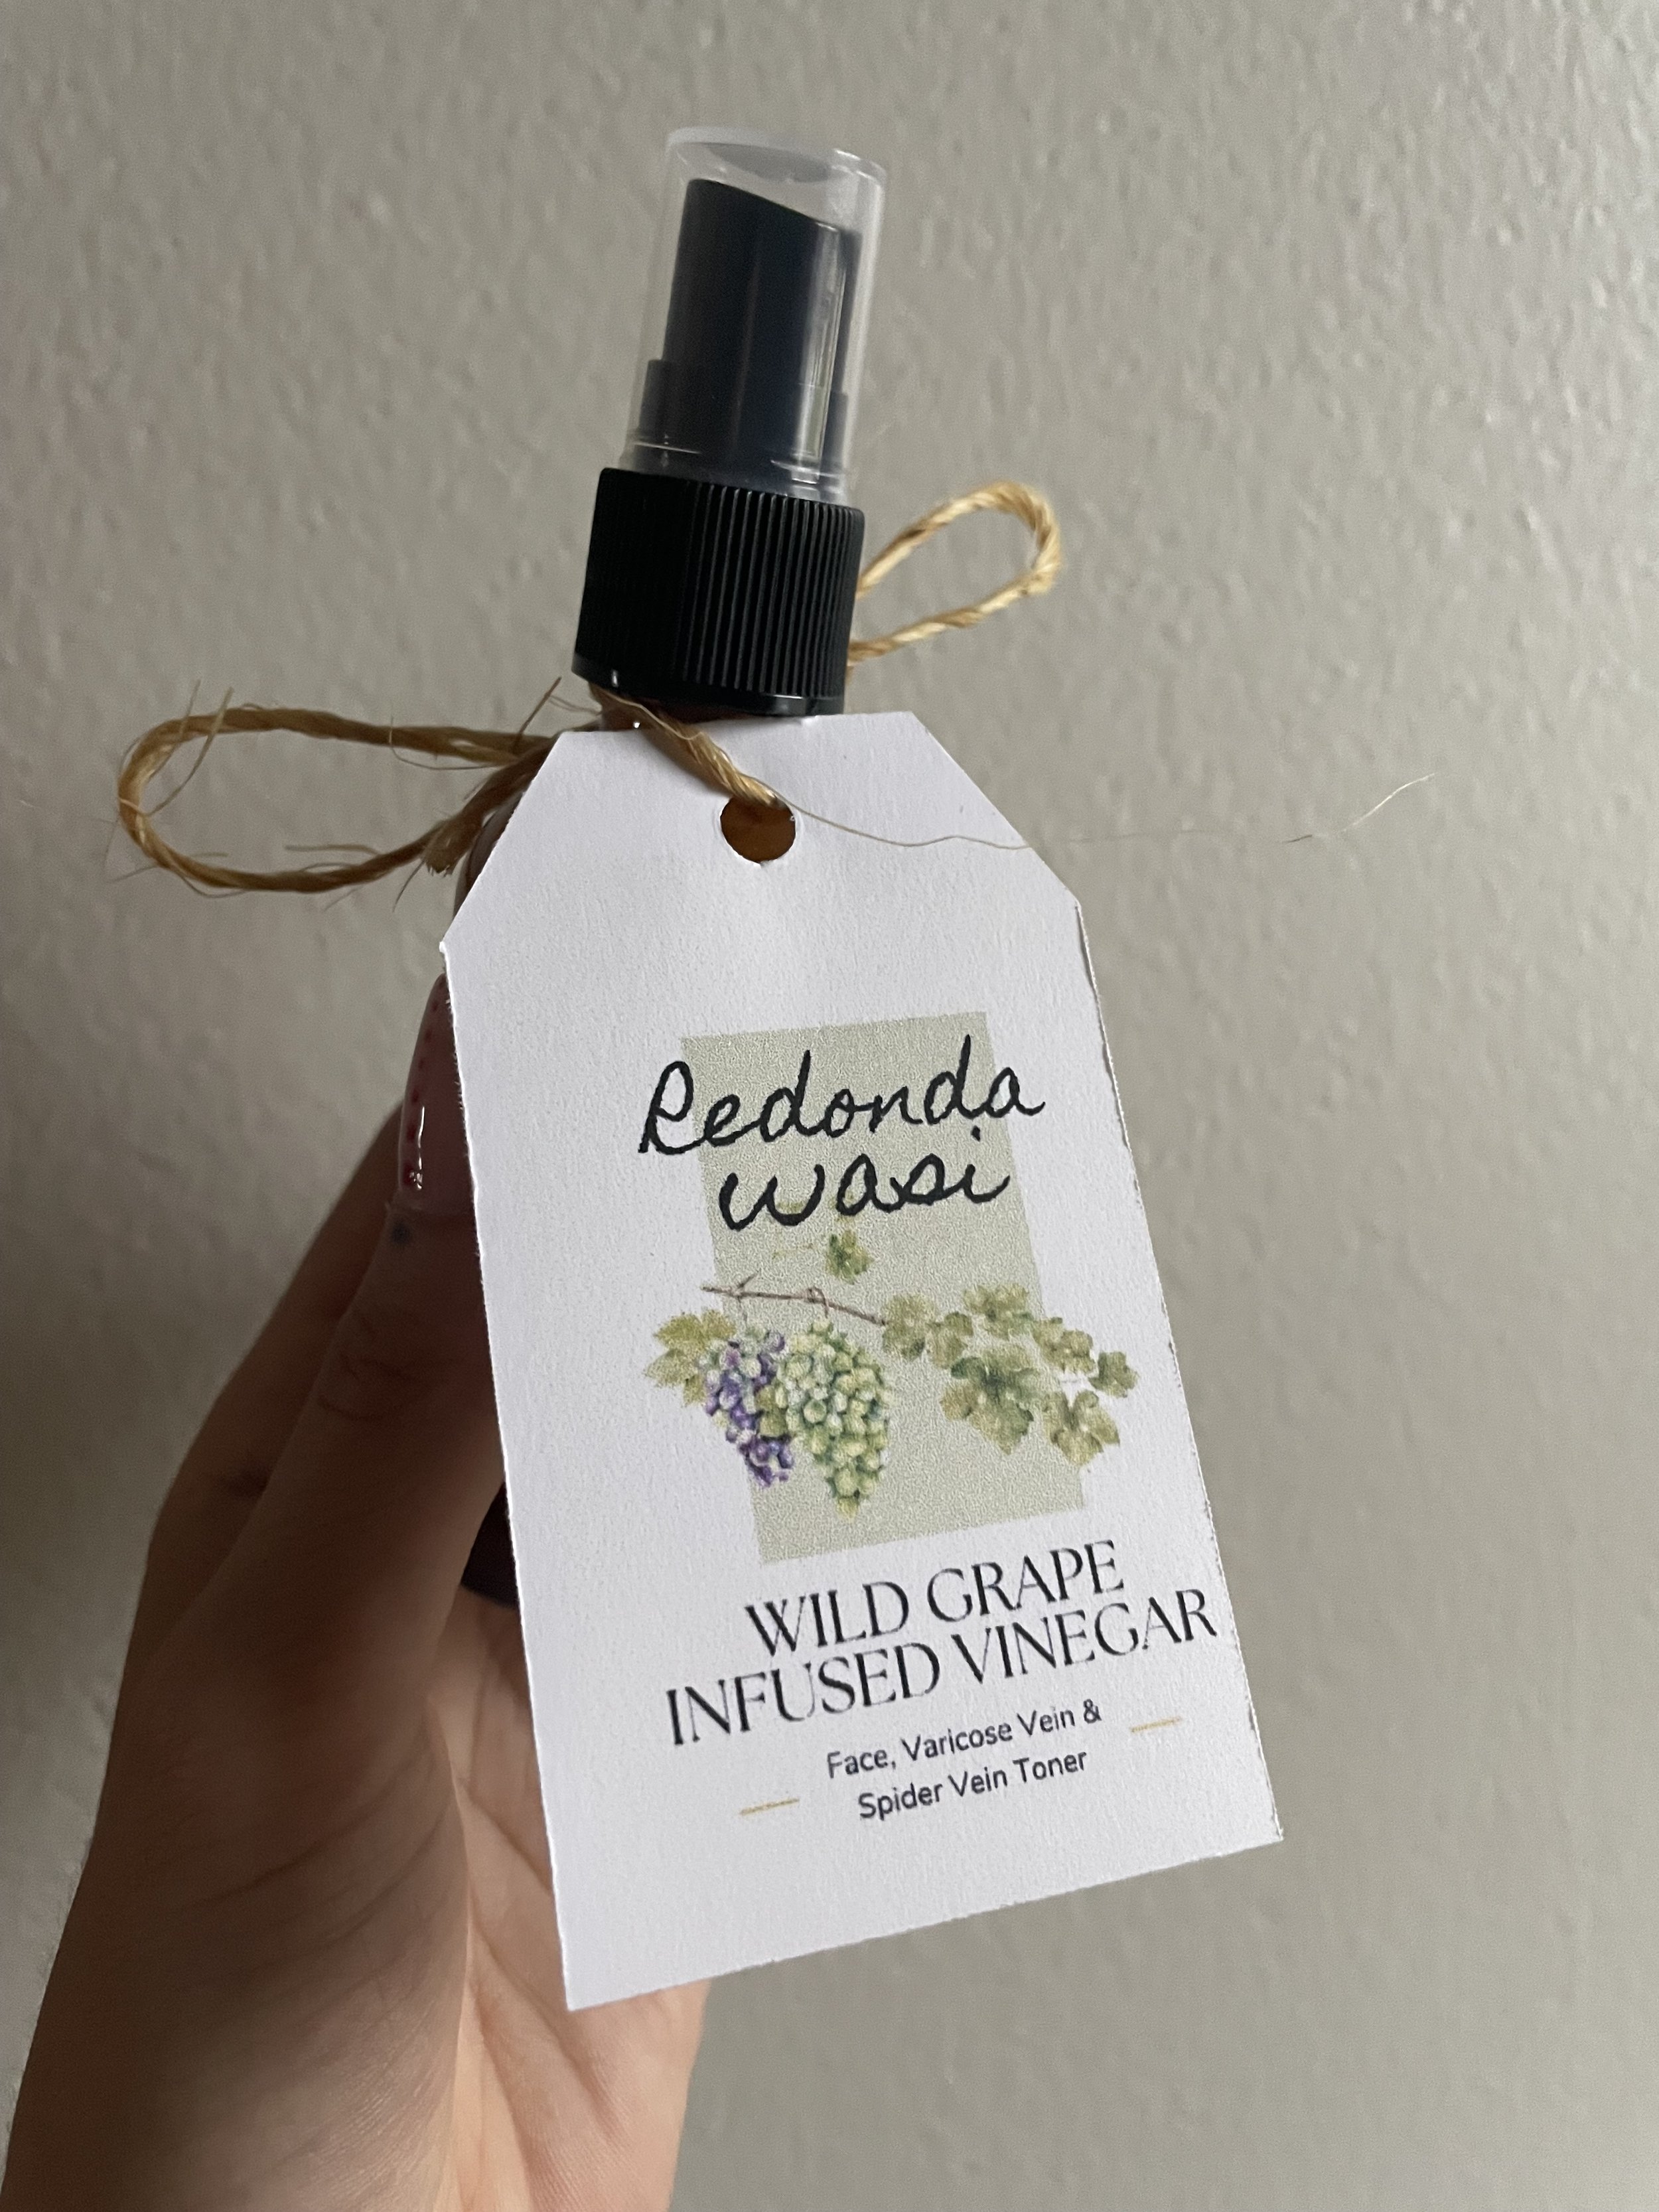 Redonda
wasi
WILD GRAPE
INFUSED VINEGAR
Face, Varicose Vein &
Spider Vein Toner